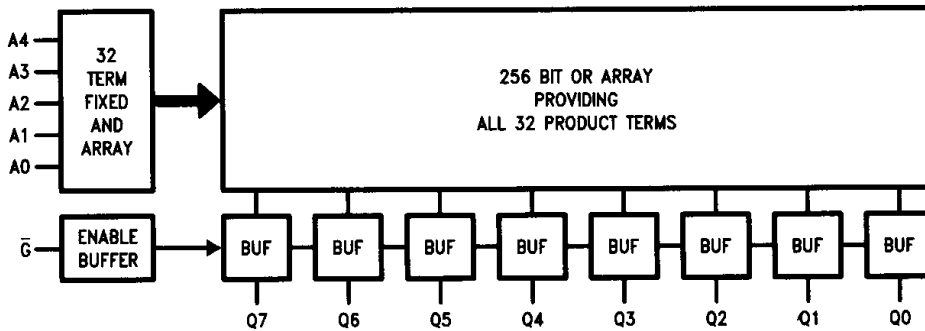 A4
A3
A2
A1
A0
32
TERM
FIXED
AND
ARRAY
256 BIT OR ARRAY
PROVIDING
ALL 32 PRODUCT TERMS
G̅
ENABLE
BUFFER
BUF BUF BUF BUF BUF BUF BUF BUF
Q7 Q6 Q5 Q4 Q3 Q2 Q1 Q0